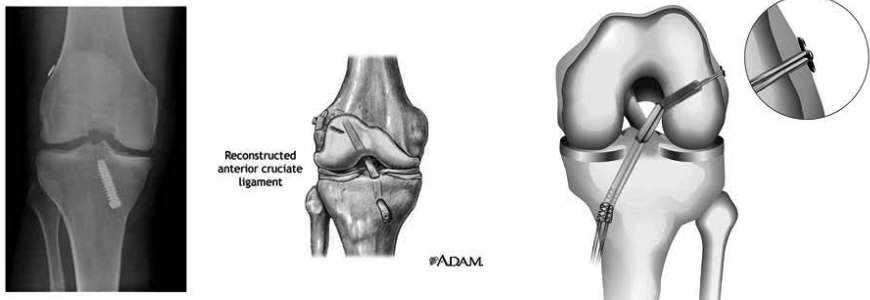 Reconstructed
anterior cruciate
ligament
ADAM.